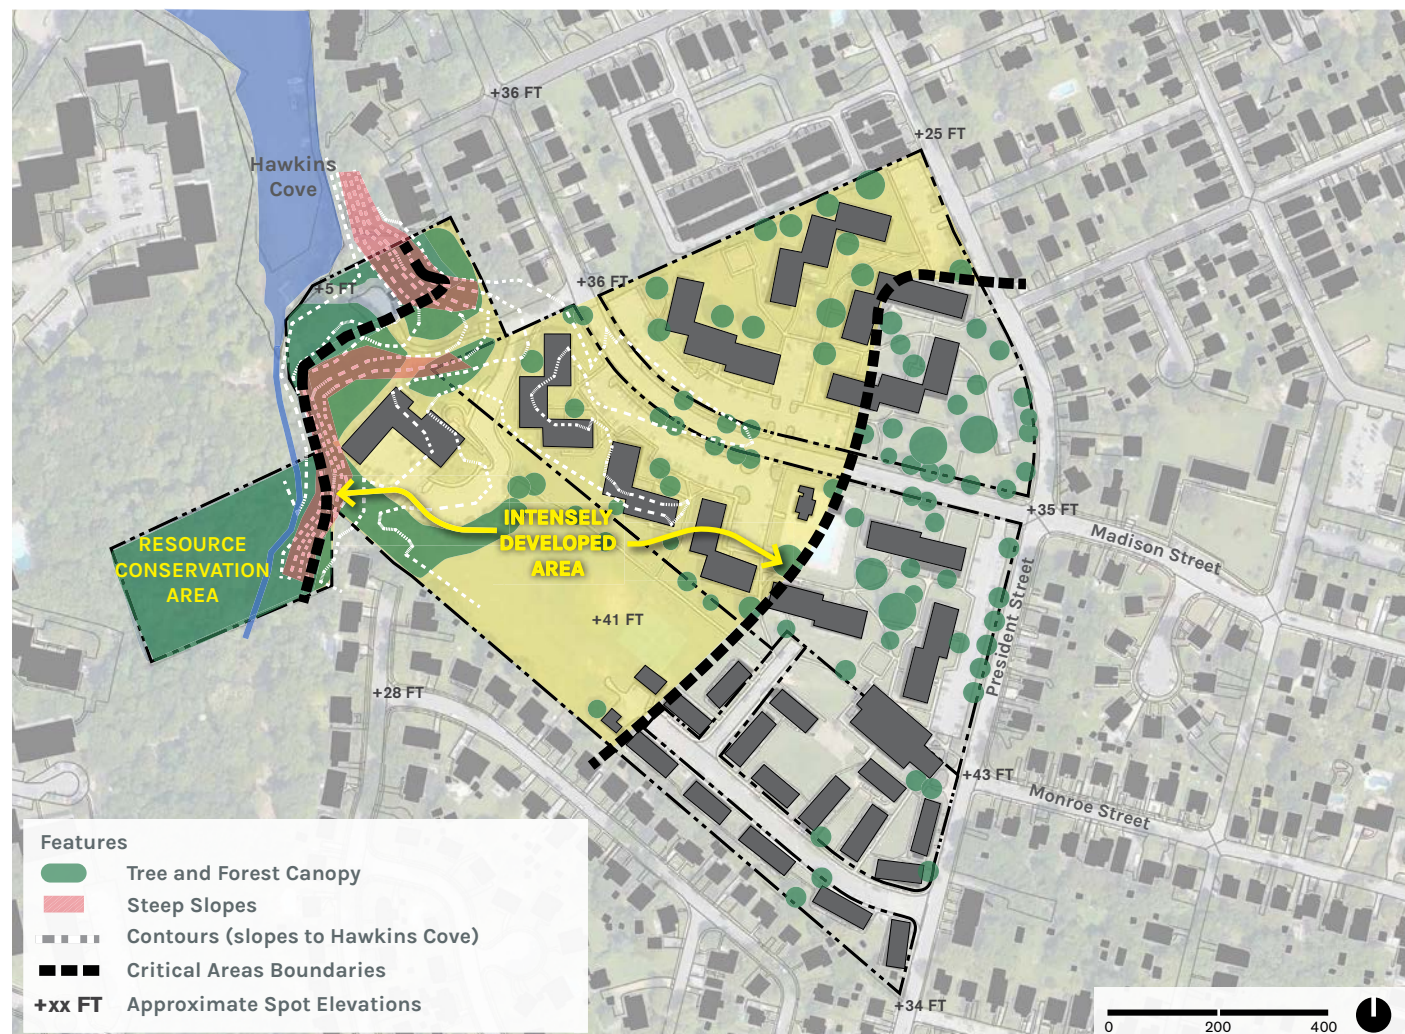 +36 FT
+25 FT
Hawkins
Cove
+36 FT
+5 FT
+35 FT
Madison Street
INTENSELY
DEVELOPED
AREA
RESOURCE
CONSERVATION
AREA
President Street
+41 FT
+28 FT
+43 FT
Monroe Street
+34 FT
Features
Tree and Forest Canopy
Steep Slopes
Contours (slopes to Hawkins Cove)
Critical Areas Boundaries
+xx FT Approximate Spot Elevations
0 200 400